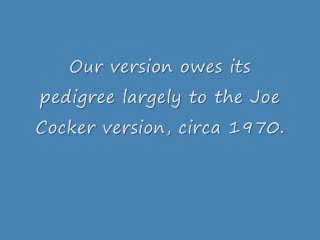 Our version owes its
pedigree largely to the Joe
Cocker version, circa 1970.